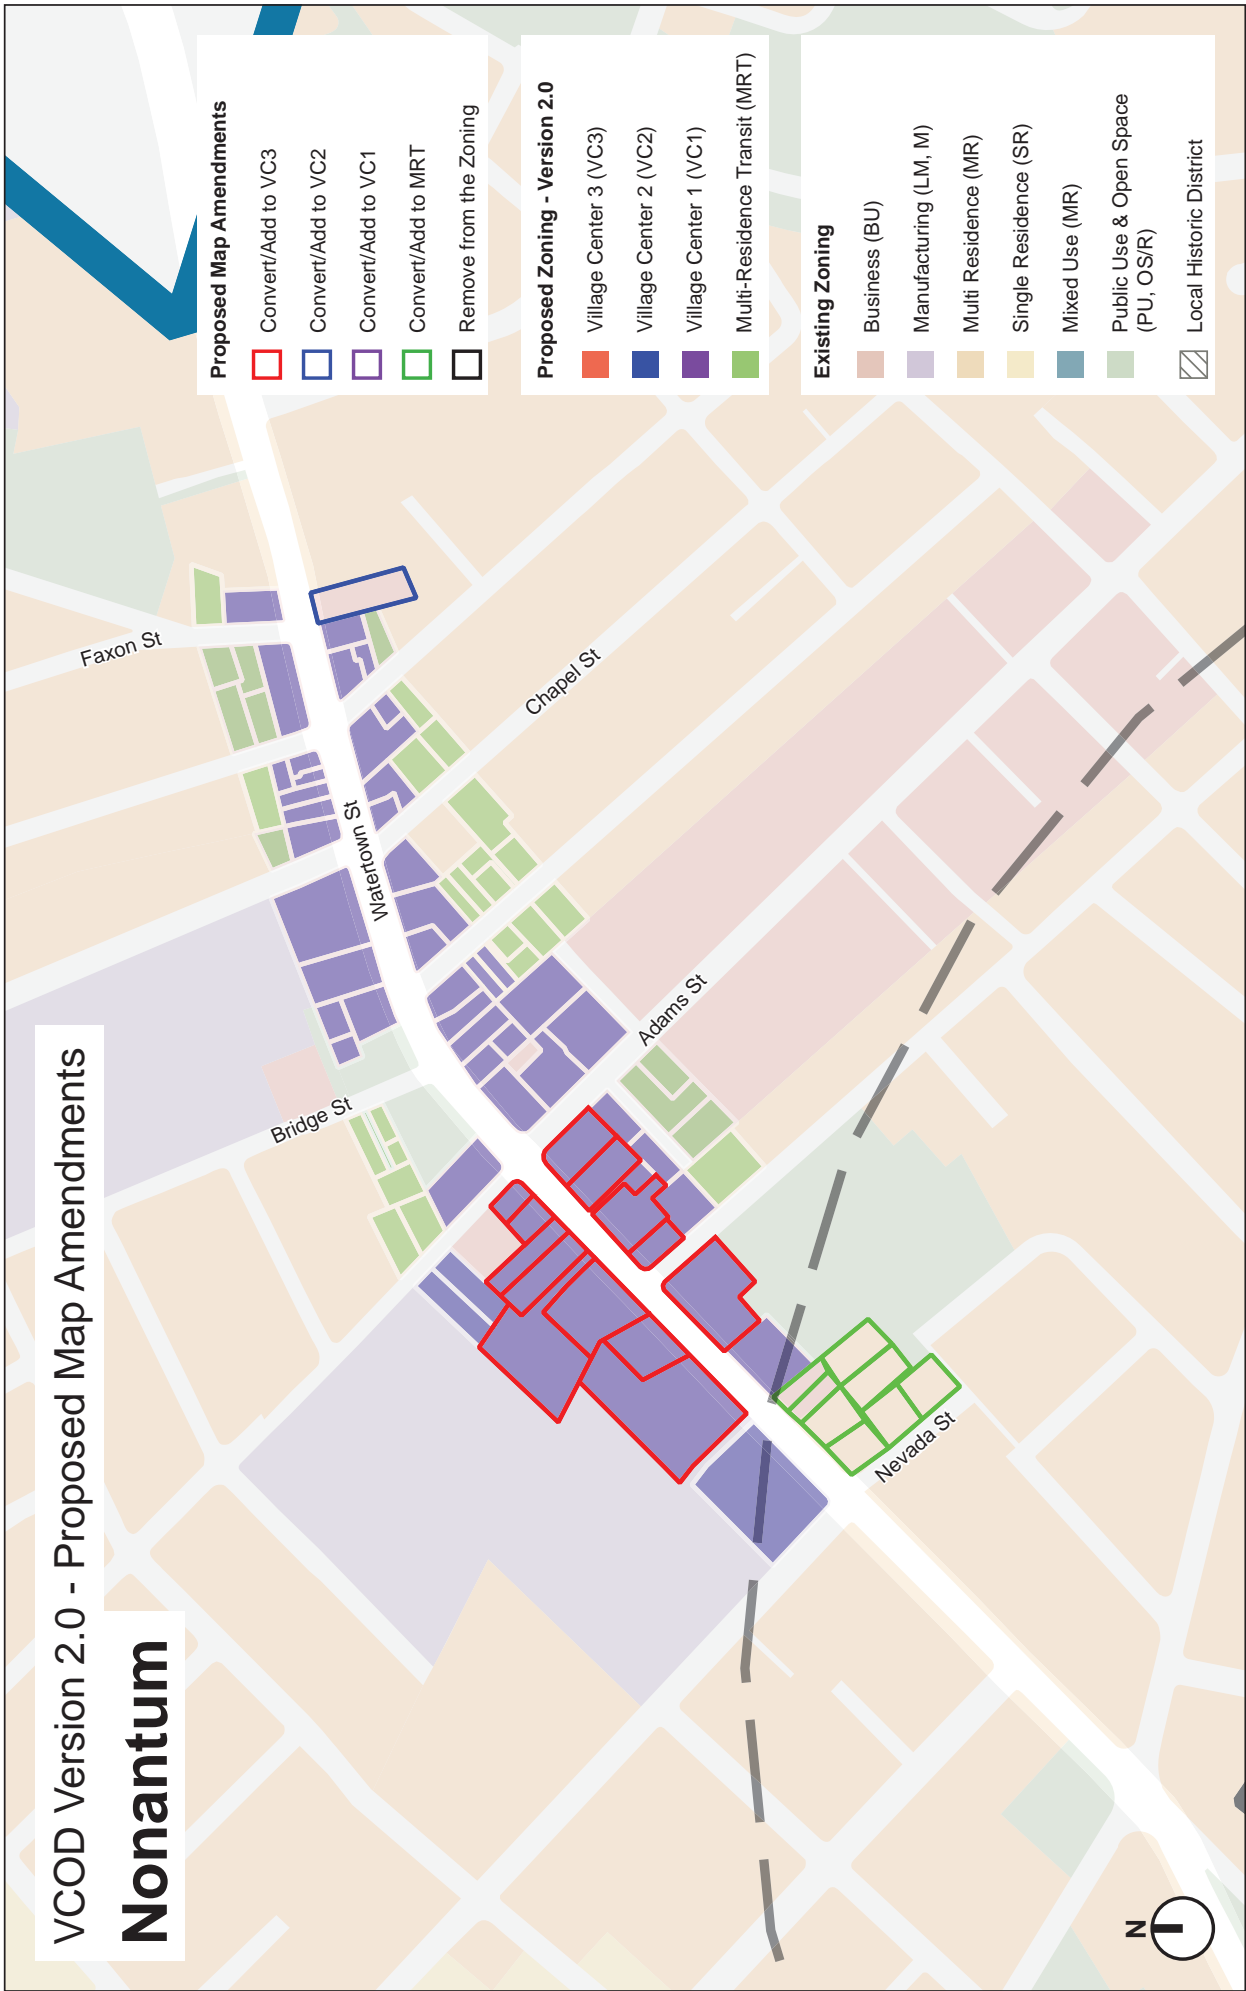 VCOD Version 2.0 - Proposed Map Amendments
Nonantum
Proposed Map Amendments
Convert/Add to VC3
Convert/Add to VC2
Convert/Add to VC1
Convert/Add to MRT
Remove from the Zoning
Proposed Zoning - Version 2.0
Village Center 3 (VC3)
Village Center 2 (VC2)
Village Center 1 (VC1)
Multi-Residence Transit (MRT)
Existing Zoning
Business (BU)
Manufacturing (LM, M)
Multi Residence (MR)
Single Residence (SR)
Mixed Use (MR)
Public Use & Open Space
(PU, OS/R)
Local Historic District
Faxon St
Chapel St
Watertown St
Bridge St
Adams St
Nevada St
N